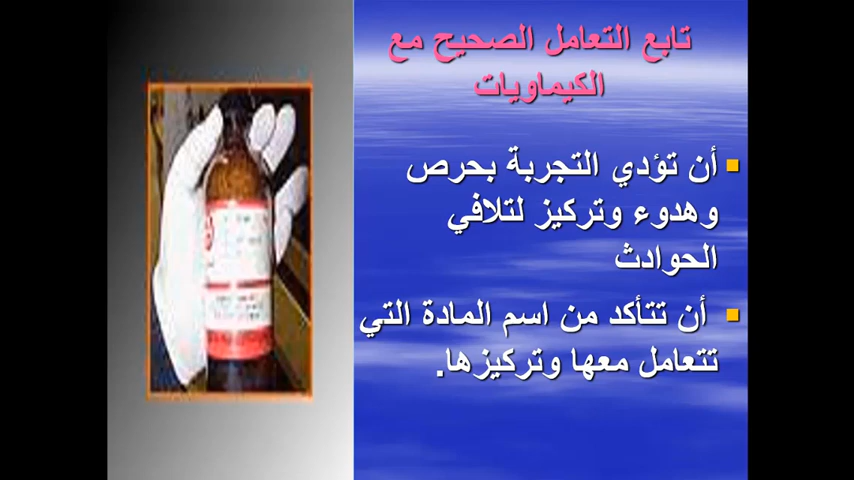 تابع التعامل الصحيح مع
الكيماويات
أن تؤدي التجربة بحرص
وهدوء وتركيز لتلافي
الحوادث
أن تتأكد من اسم المادة التي
تتعامل معها وتركيزها.